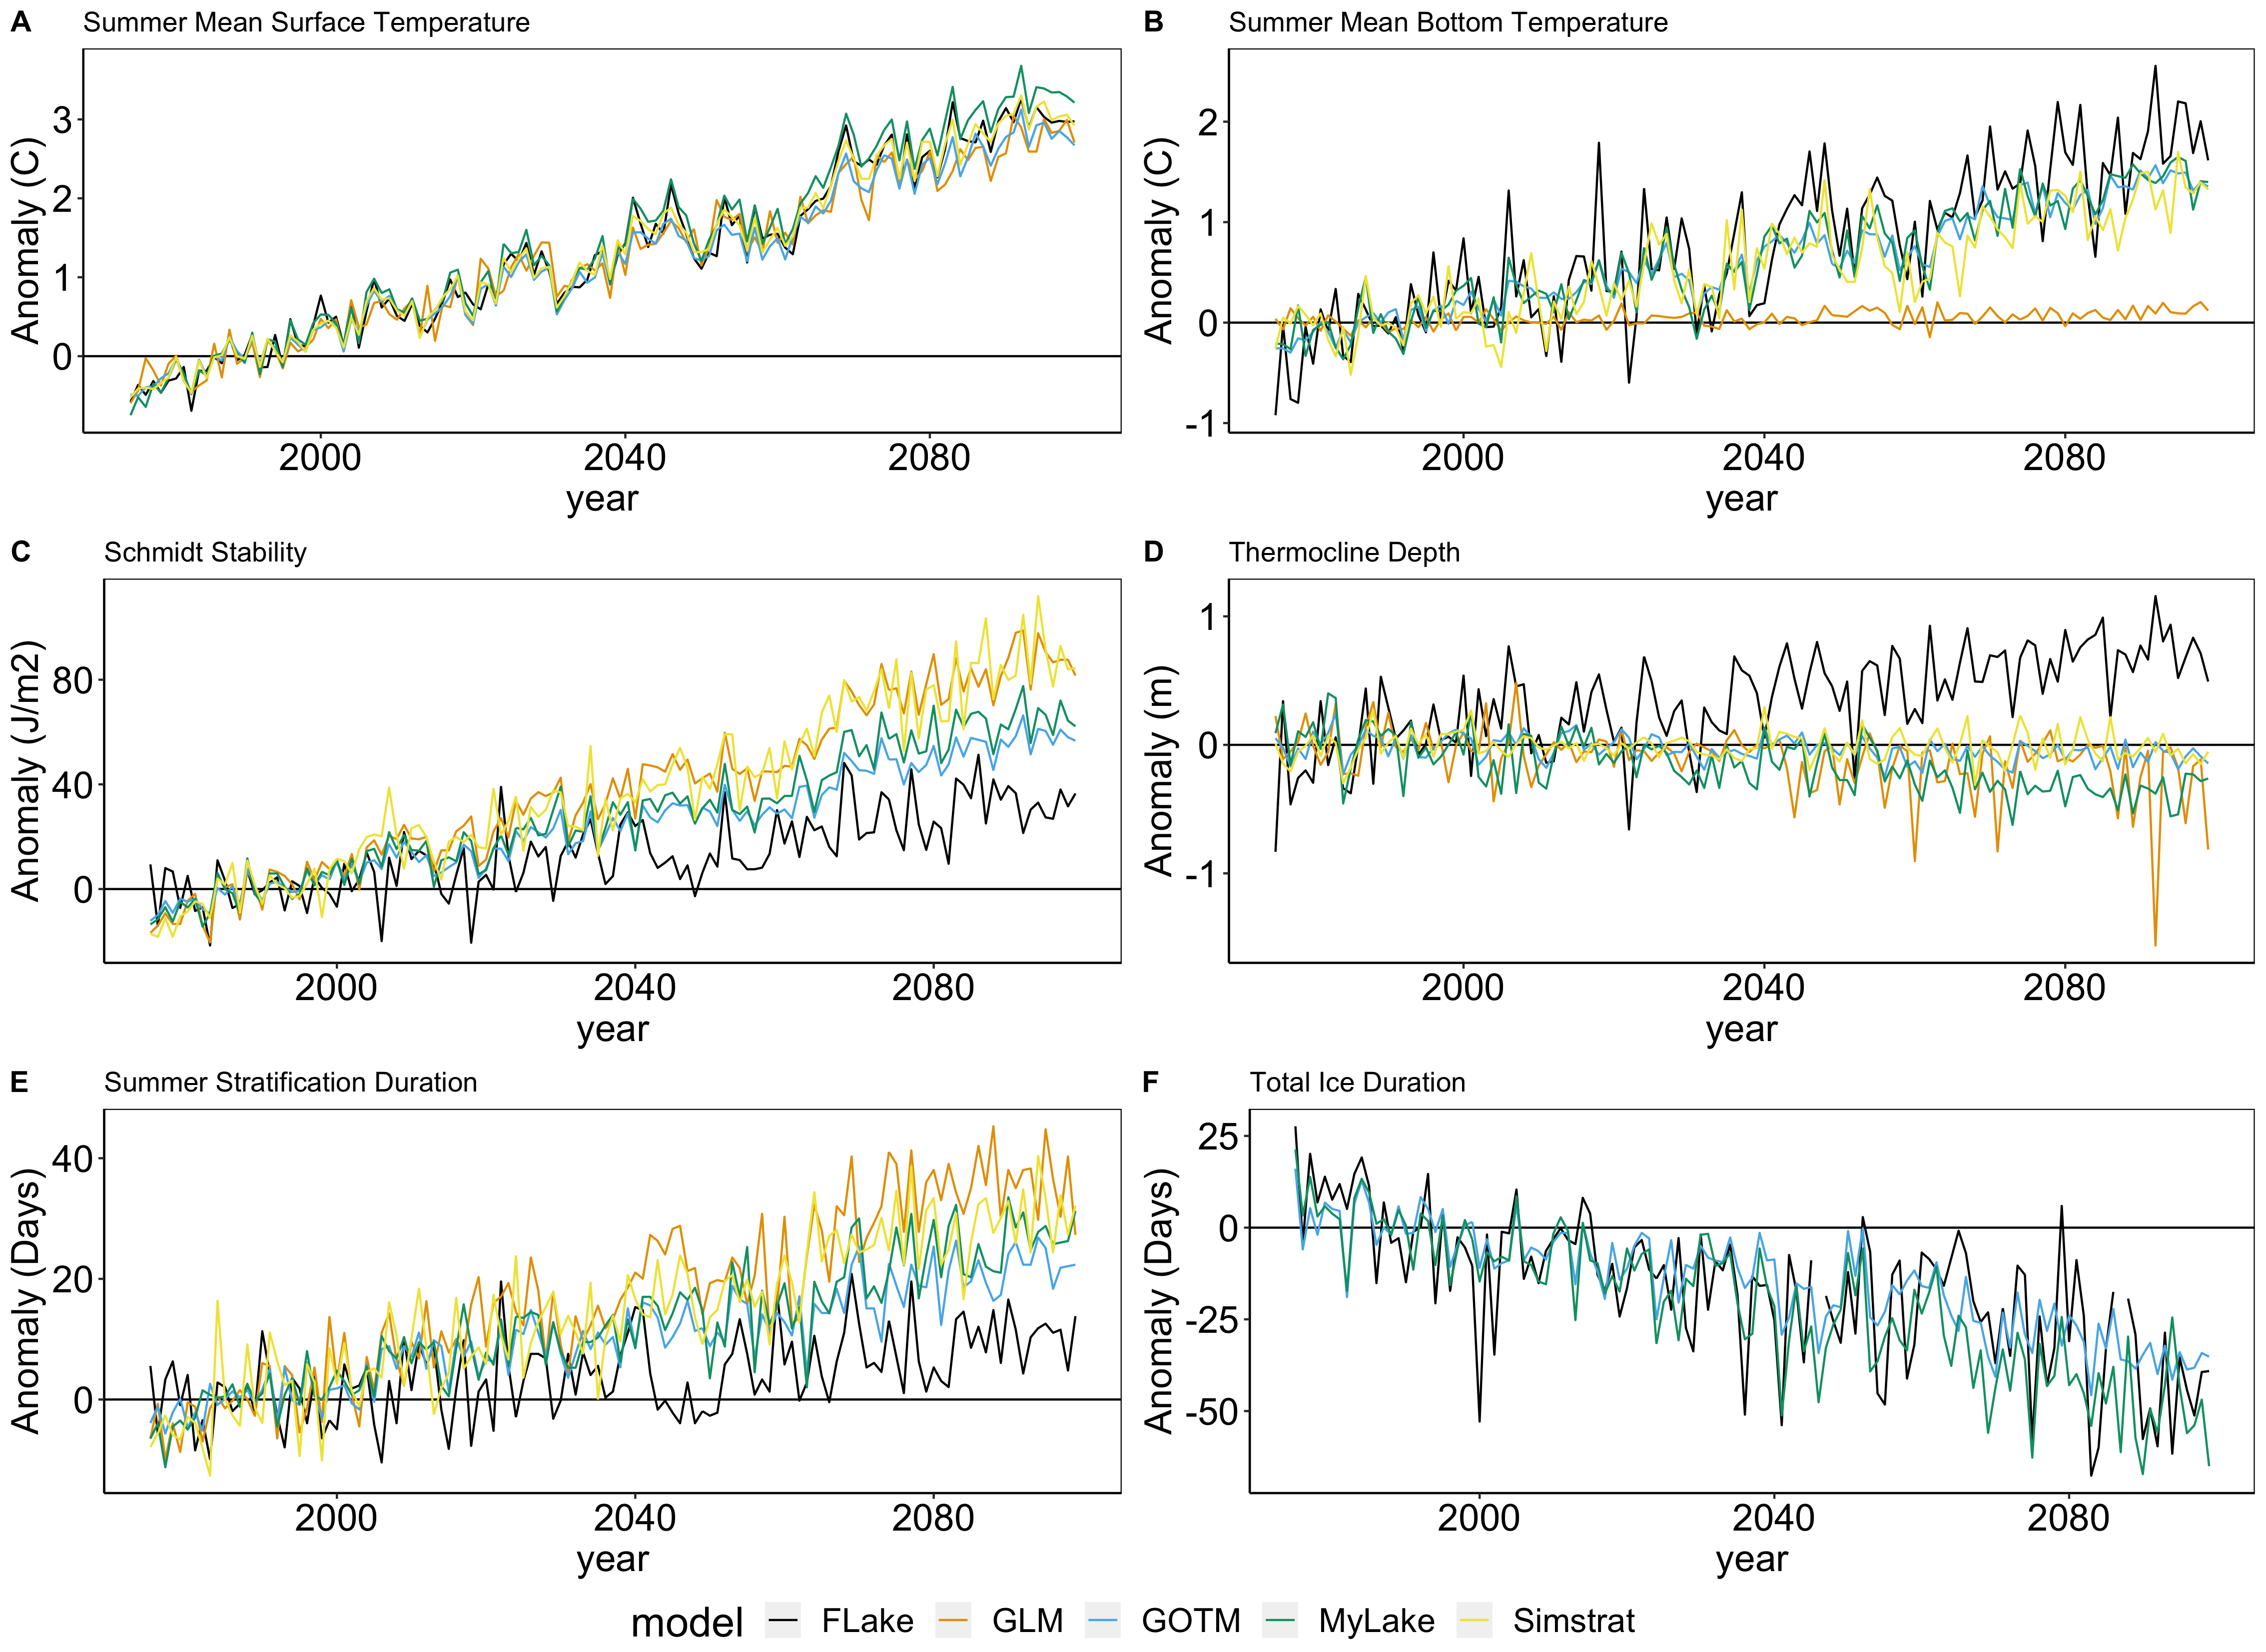 A Summer Mean Surface Temperature
Anomaly (C)
3
2
1
0
2000 2040 2080
year
B Summer Mean Bottom Temperature
Anomaly (C)
2
1
0
-1
2000 2040 2080
year
C Schmidt Stability
Anomaly (J/m2)
80
40
0
2000 2040 2080
year
D Thermocline Depth
Anomaly (m)
1
0
-1
2000 2040 2080
year
E Summer Stratification Duration
Anomaly (Days)
40
20
0
2000 2040 2080
year
F Total Ice Duration
Anomaly (Days)
25
0
-25
-50
2000 2040 2080
year
model FLake GLM GOTM MyLake Simstrat